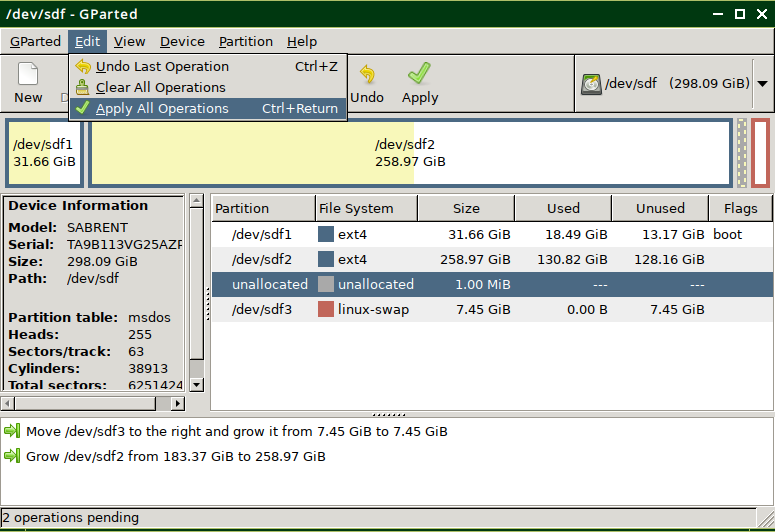 /dev/sdf - GParted
GParted Edit View Device Partition Help
Undo Last Operation Ctrl+Z
Clear All Operations
Apply All Operations Ctrl+Return
New Undo Apply /dev/sdf (298.09 GiB)
/dev/sdf1 /dev/sdf2
31.66 GiB 258.97 GiB
Device Information
Model: SABRENT
Serial: TA9B113VG25AZF
Size: 298.09 GiB
Path: /dev/sdf
Partition table: msdos
Heads: 255
Sectors/track: 63
Cylinders: 38913
Total sectors: 6251424
Partition File System Size Used Unused Flags
/dev/sdf1 ext4 31.66 GiB 18.49 GiB 13.17 GiB boot
/dev/sdf2 ext4 258.97 GiB 130.82 GiB 128.16 GiB
unallocated unallocated 1.00 MiB --- ---
/dev/sdf3 linux-swap 7.45 GiB 0.00 B 7.45 GiB
Move /dev/sdf3 to the right and grow it from 7.45 GiB to 7.45 GiB
Grow /dev/sdf2 from 183.37 GiB to 258.97 GiB
2 operations pending